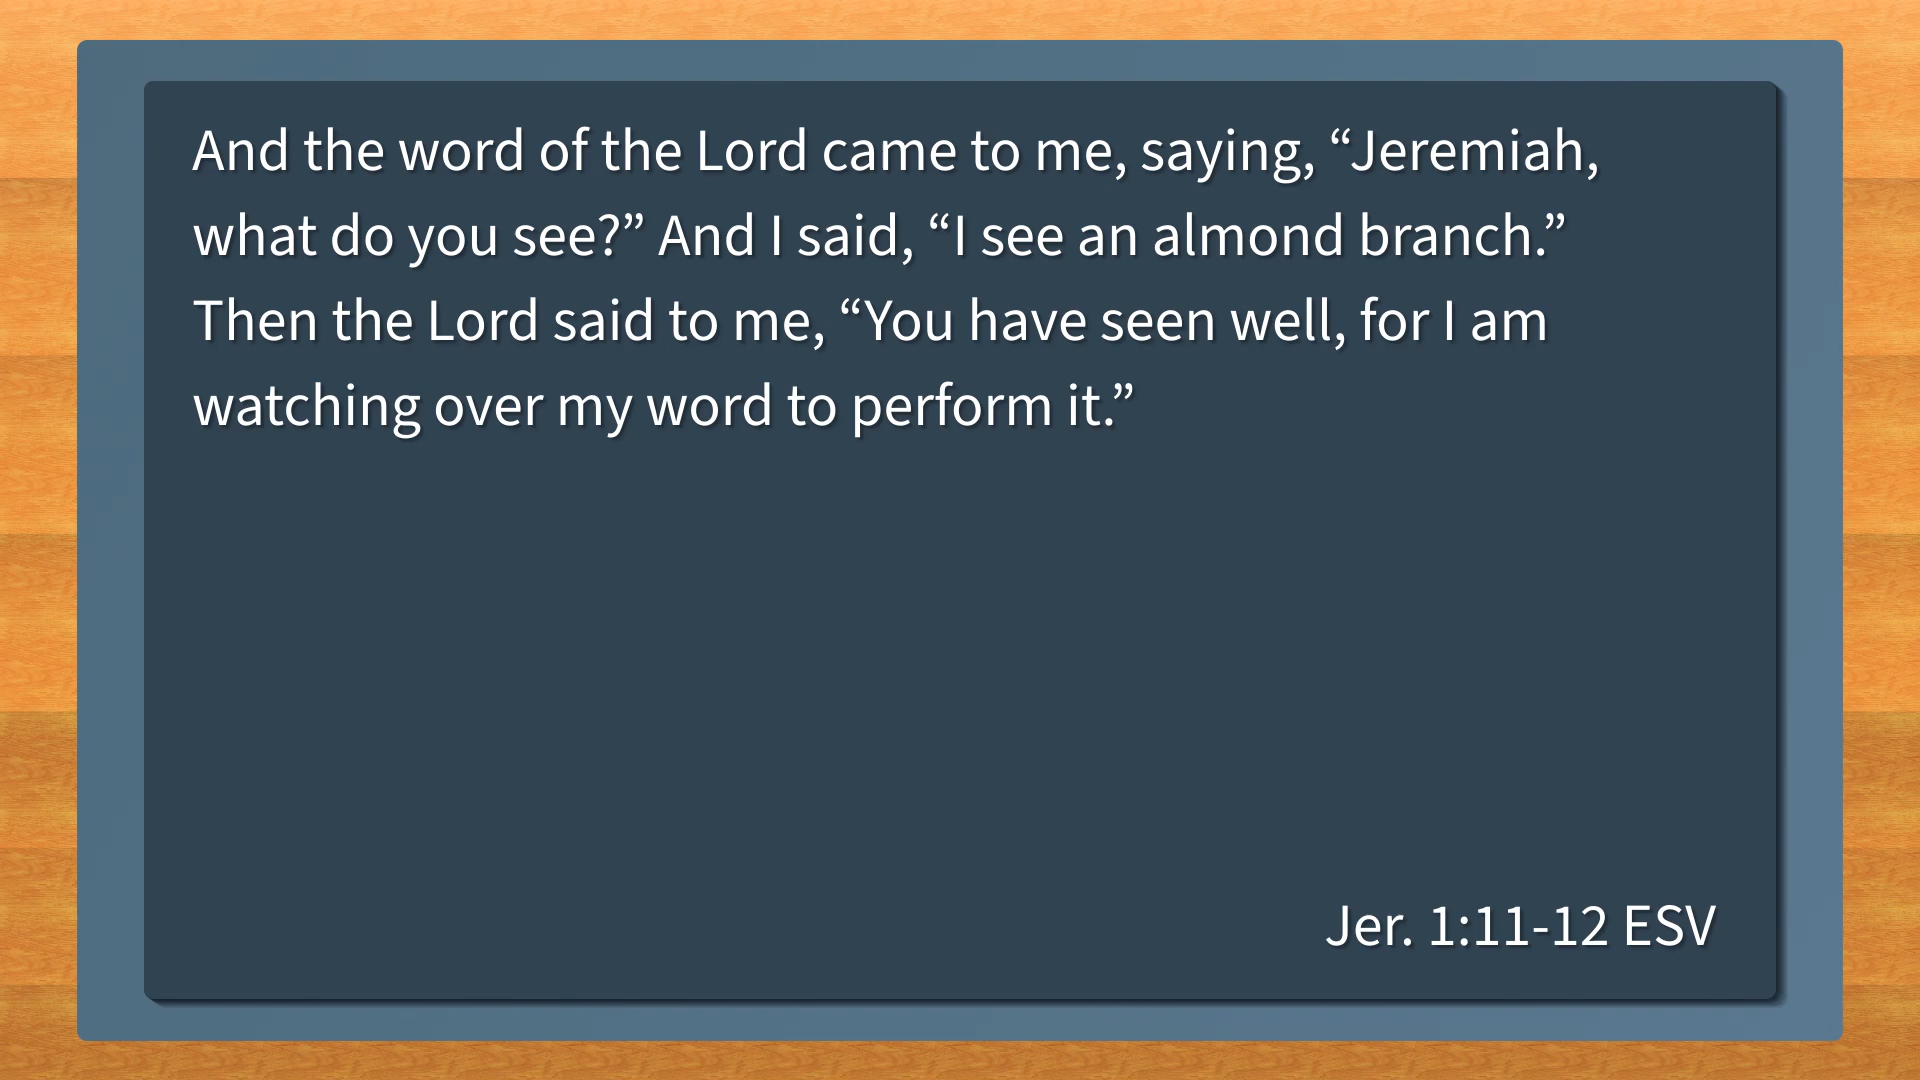 And the word of the Lord came to me, saying, “Jeremiah,
what do you see?” And I said, “I see an almond branch.”
Then the Lord said to me, “You have seen well, for I am
watching over my word to perform it.”
Jer. 1:11-12 ESV